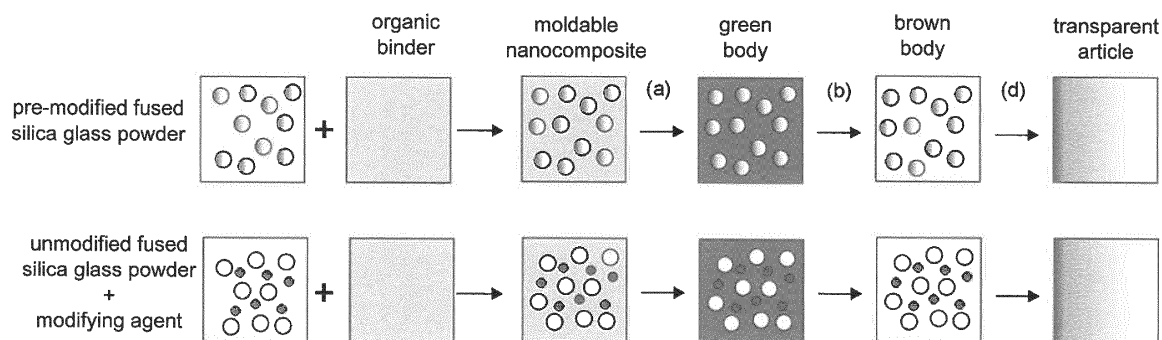 organic
binder
moldable
nanocomposite
green
body
brown
body
transparent
article
pre-modified fused
silica glass powder
+
(a)
(b)
(d)
unmodified fused
silica glass powder
+
modifying agent
+